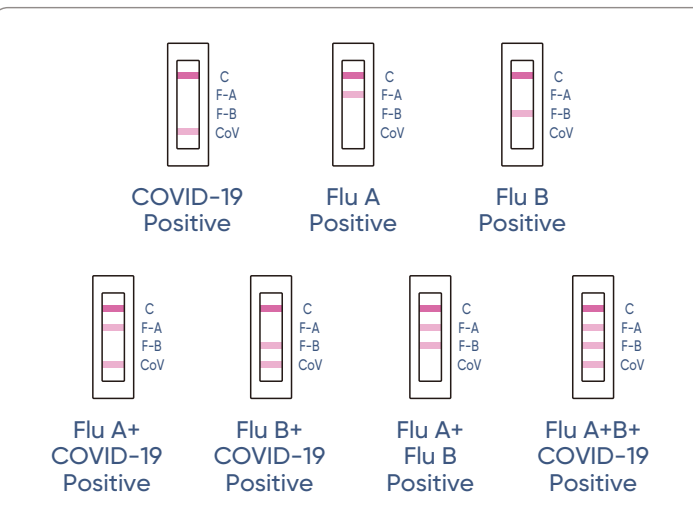 C
F-A
F-B
CoV
COVID-19
Positive
C
F-A
F-B
CoV
Flu A
Positive
C
F-A
F-B
CoV
Flu B
Positive
C
F-A
F-B
CoV
Flu A+
COVID-19
Positive
C
F-A
F-B
CoV
Flu B+
COVID-19
Positive
C
F-A
F-B
CoV
Flu A+
Flu B
Positive
C
F-A
F-B
CoV
Flu A+B+
COVID-19
Positive